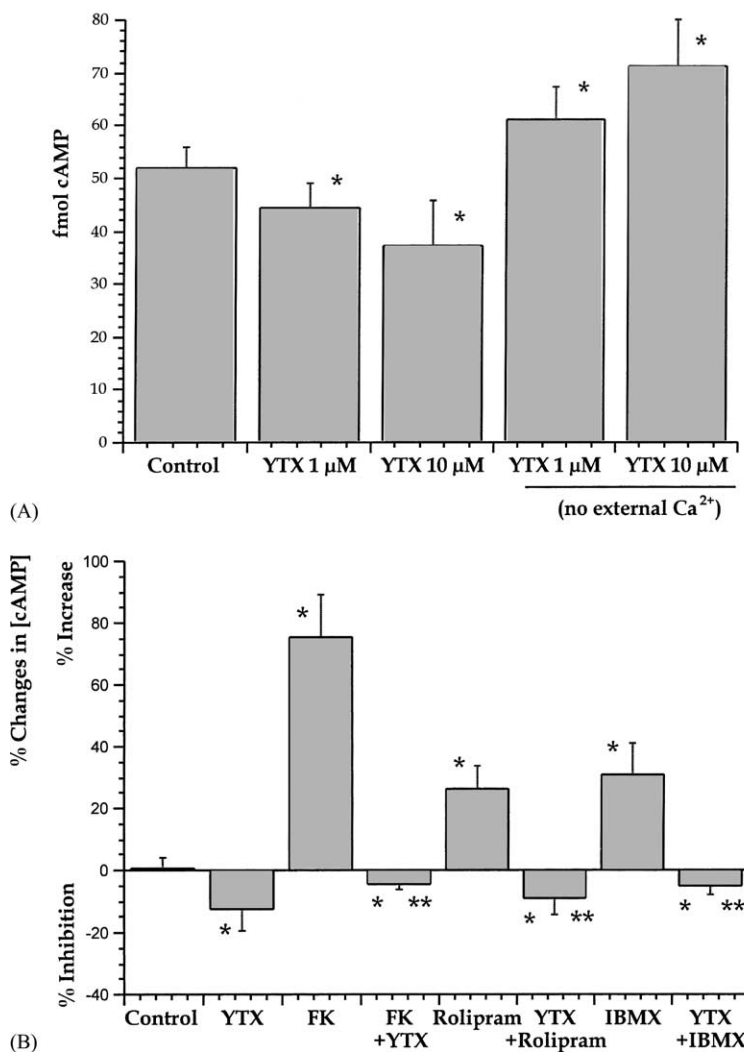 80
70
60
50
40
30
20
10
0
fmol cAMP
*
*
*
*
Control
YTX 1 µM
YTX 10 µM
YTX 1 µM
YTX 10 µM
(no external Ca²⁺)
(A)
% Changes in [cAMP]
% Increase
% Inhibition
100
80
60
40
20
0
-20
-40
*
*
* **
*
* **
*
* **
Control
YTX
FK
FK
+YTX
Rolipram
YTX
+Rolipram
IBMX
YTX
+IBMX
(B)